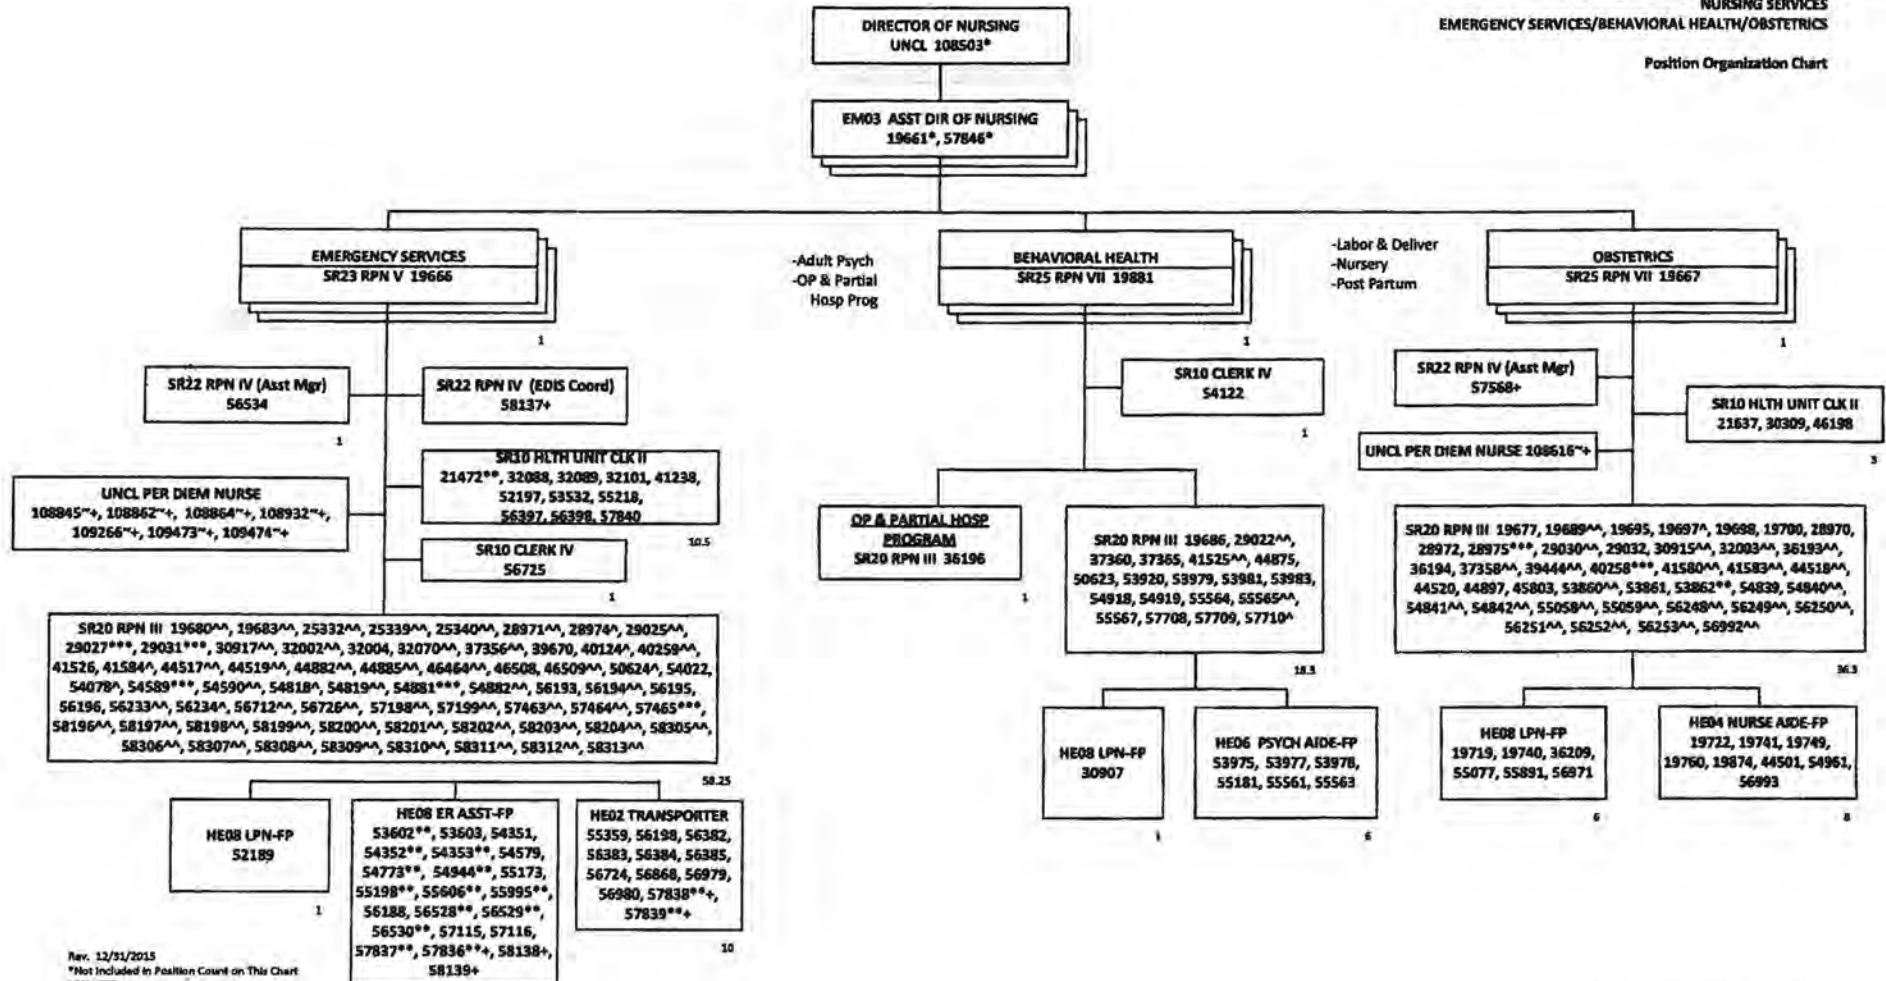 NURSING SERVICES
EMERGENCY SERVICES/BEHAVIORAL HEALTH/OBSTETRICS
Position Organization Chart
DIRECTOR OF NURSING
UNCL 108503*
EM03 ASST DIR OF NURSING
19661*, 57846*
EMERGENCY SERVICES
SR23 RPN V 19666
1
-Adult Psych
-OP & Partial
Hosp Prog
BEHAVIORAL HEALTH
SR25 RPN VII 19881
1
-Labor & Deliver
-Nursery
-Post Partum
OBSTETRICS
SR25 RPN VII 19667
1
SR22 RPN IV (Asst Mgr)
56534
1
SR22 RPN IV (EDIS Coord)
58137+
SR10 HLTH UNIT CLK II
21472**, 32088, 32089, 32101, 41238,
52197, 53532, 55218,
56397, 56398, 57840
10.5
UNCL PER DIEM NURSE
108845~+, 108862~+, 108864~+, 108932~+,
109266~+, 109473~+, 109474~+
SR10 CLERK IV
56725
1
SR20 RPN III 19680^^, 19683^^, 25332^^, 25339^^, 25340^^, 28971^^, 28974^, 29025^^,
29027***, 29031***, 30917^^, 32002^^, 32004, 32070^^, 37356^^, 39670, 40124^, 40259^^,
41526, 41584^, 44517^^, 44519^^, 44882^^, 44885^^, 46464^^, 46508, 46509^^, 50624^, 54022,
54078^, 54589***, 54590^^, 54818^, 54819^^, 54881***, 54882^^, 56193, 56194^^, 56195,
56196, 56233^^, 56234^, 56712^^, 56726^^, 57198^^, 57199^^, 57463^^, 57464^^, 57465***,
58196^^, 58197^^, 58198^^, 58199^^, 58200^^, 58201^^, 58202^^, 58203^^, 58204^^, 58305^^,
58306^^, 58307^^, 58308^^, 58309^^, 58310^^, 58311^^, 58312^^, 58313^^
58.25
HE08 LPN-FP
52189
1
HE08 ER ASST-FP
53602**, 53603, 54351,
54352**, 54353**, 54579,
54773**, 54944**, 55173,
55198**, 55606**, 55995**,
56188, 56528**, 56529**,
56530**, 57115, 57116,
57837**, 57836**+, 58138+,
58139+
HE02 TRANSPORTER
55359, 56198, 56382,
56383, 56384, 56385,
56724, 56868, 56979,
56980, 57838**+,
57839**+
10
SR10 CLERK IV
54122
1
OP & PARTIAL HOSP
PROGRAM
SR20 RPN III 36196
1
SR20 RPN III 19686, 29022^^,
37360, 37365, 41525^^, 44875,
50623, 53920, 53979, 53981, 53983,
54918, 54919, 55564, 55565^^,
55567, 57708, 57709, 57710^
18.3
HE08 LPN-FP
30907
1
HE06 PSYCH AIDE-FP
53975, 53977, 53978,
55181, 55561, 55563
6
SR22 RPN IV (Asst Mgr)
57568+
SR10 HLTH UNIT CLK II
21637, 30309, 46198
3
UNCL PER DIEM NURSE 108616~+
SR20 RPN III 19677, 19689^^, 19695, 19697^, 19698, 19700, 28970,
28972, 28975***, 29030^^, 29032, 30915^^, 32003^^, 36193^^,
36194, 37358^^, 39444^^, 40258***, 41580^^, 41583^^, 44518^^,
44520, 44897, 45803, 53860^^, 53861, 53862**, 54839, 54840^^,
54841^^, 54842^^, 55058^^, 55059^^, 56248^^, 56249^^, 56250^^,
56251^^, 56252^^, 56253^^, 56992^^
36.3
HE08 LPN-FP
19719, 19740, 36209,
55077, 55891, 56971
6
HE04 NURSE AIDE-FP
19722, 19741, 19749,
19760, 19874, 44501, 54961,
56993
8
Rev. 12/31/2015
*Not Included in Position Count on This Chart